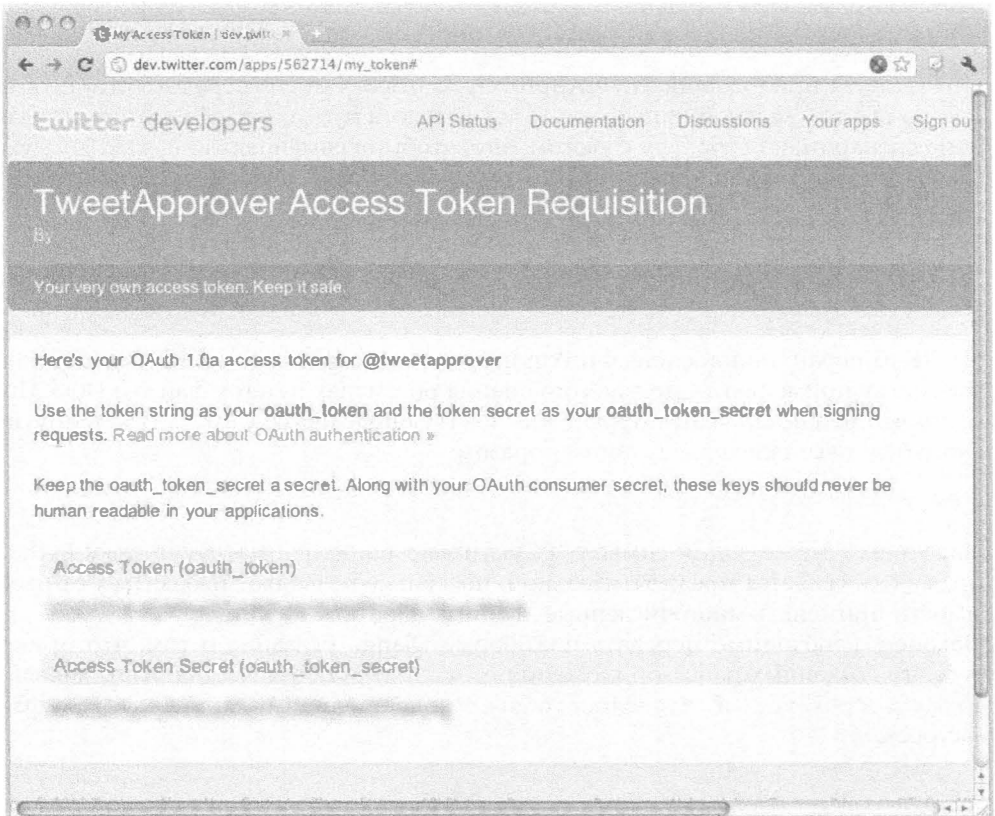 My Access Token | dev.twitt
dev.twitter.com/apps/562714/my_token#
twitter developers
API Status Documentation Discussions Your apps Sign ou
TweetApprover Access Token Requisition
By
Your very own access token. Keep it safe.
Here's your OAuth 1.0a access token for @tweetapprover
Use the token string as your oauth_token and the token secret as your oauth_token_secret when signing
requests. Read more about OAuth authentication »
Keep the oauth_token_secret a secret. Along with your OAuth consumer secret, these keys should never be
human readable in your applications.
Access Token (oauth_token)
Access Token Secret (oauth_token_secret)